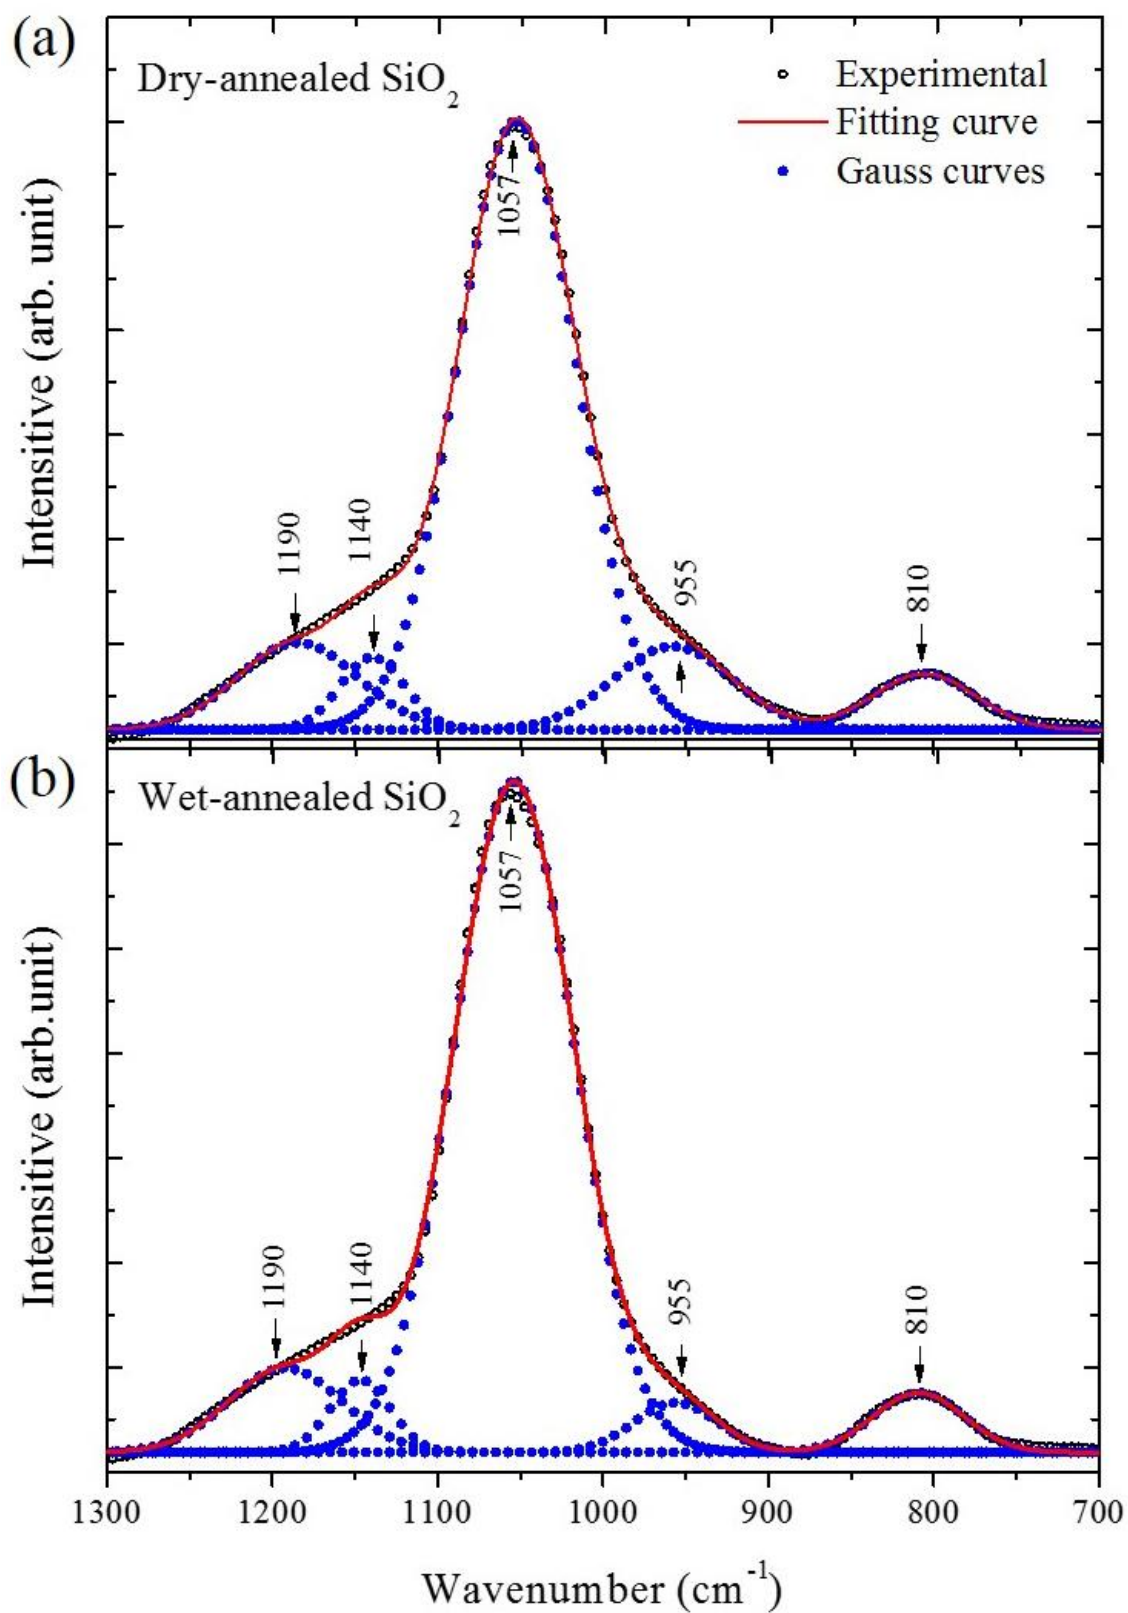 (a)
Dry-annealed SiO₂
Experimental
Fitting curve
Gauss curves
Intensitive (arb. unit)
1190
1140
1057
955
810
(b)
Wet-annealed SiO₂
Intensitive (arb.unit)
1190
1140
1057
955
810
1300 1200 1100 1000 900 800 700
Wavenumber (cm⁻¹)